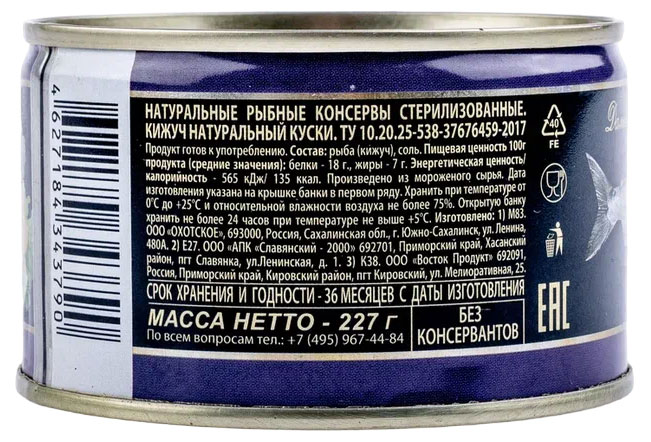 НАТУРАЛЬНЫЕ РЫБНЫЕ КОНСЕРВЫ СТЕРИЛИЗОВАННЫЕ.
КИЖУЧ НАТУРАЛЬНЫЙ КУСКИ. ТУ 10.20.25-538-37676459-2017
Продукт готов к употреблению. Состав: рыба (кижуч), соль. Пищевая ценность 100г
продукта (средние значения): белки - 18 г., жиры - 7 г. Энергетическая ценность/
калорийность - 565 кДж/ 135 ккал. Произведено из мороженого сырья. Дата
изготовления указана на крышке банки в первом ряду. Хранить при температуре от
0°С до +25°С и относительной влажности воздуха не более 75%. Открытую банку
хранить не более 24 часов при температуре не выше +5°С. Изготовлено: 1) М83.
ООО «ОХОТСКОЕ», 693000, Россия, Сахалинская обл., г. Южно-Сахалинск, ул. Ленина,
480А. 2) Е27. ООО «АПК «Славянский - 2000» 692701, Приморский край, Хасанский
район, пгт Славянка, ул.Ленинская, д. 1. 3) К38. ООО «Восток Продукт» 692091,
Россия, Приморский край, Кировский район, пгт Кировский, ул. Мелиоративная, 25.
СРОК ХРАНЕНИЯ И ГОДНОСТИ - 36 МЕСЯЦЕВ С ДАТЫ ИЗГОТОВЛЕНИЯ
МАССА НЕТТО - 227 г
По всем вопросам тел.: +7 (495) 967-44-84
БЕЗ
КОНСЕРВАНТОВ
4627184343790
40
FE
EAC